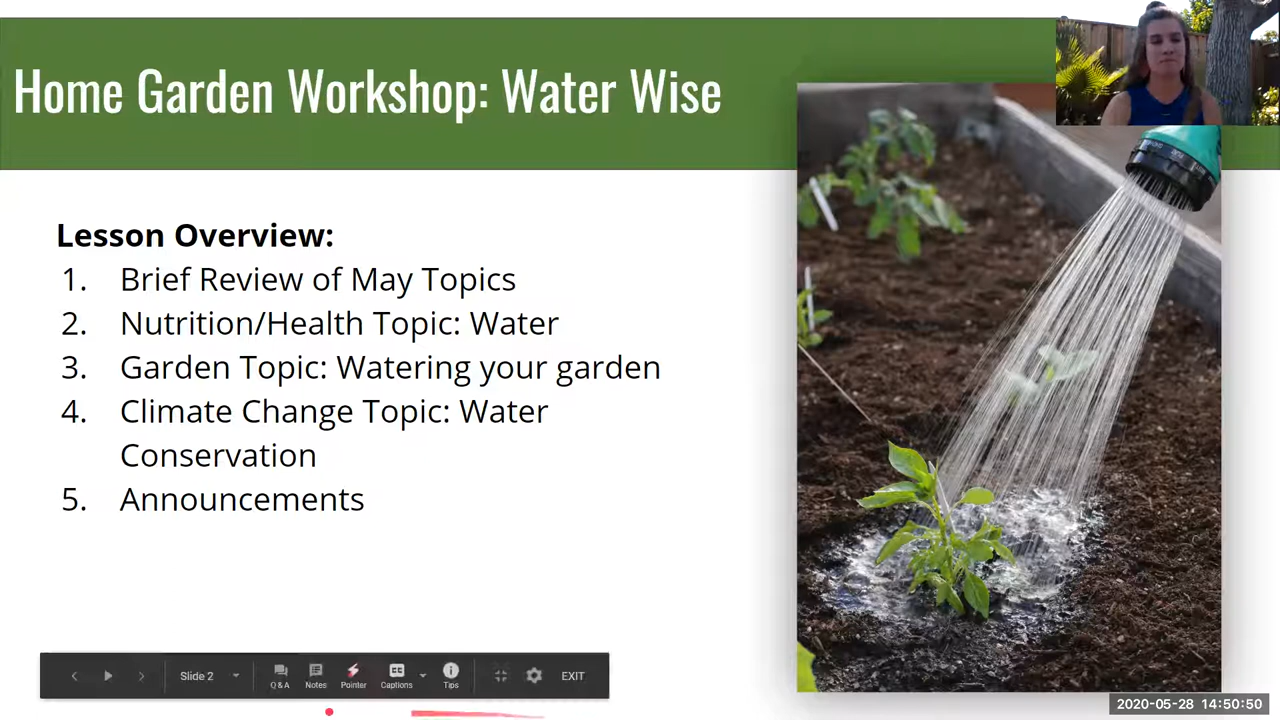 Home Garden Workshop: Water Wise
Lesson Overview:
1. Brief Review of May Topics
2. Nutrition/Health Topic: Water
3. Garden Topic: Watering your garden
4. Climate Change Topic: Water
Conservation
5. Announcements
Slide 2
Q & A
Notes
Pointer
Captions
Tips
EXIT
2020-05-28 14:50:50